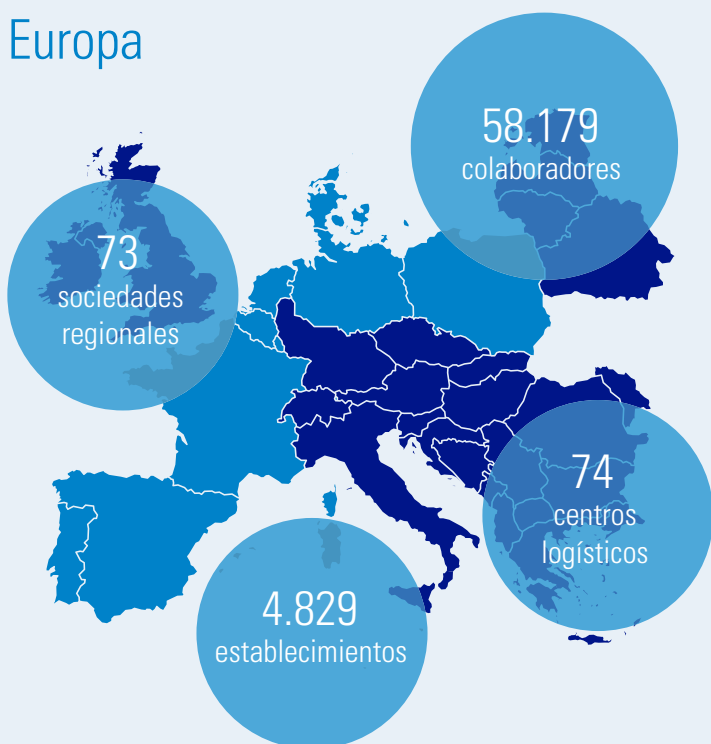 Europa
58.179
colaboradores
73
sociedades
regionales
74
centros
logísticos
4.829
establecimientos